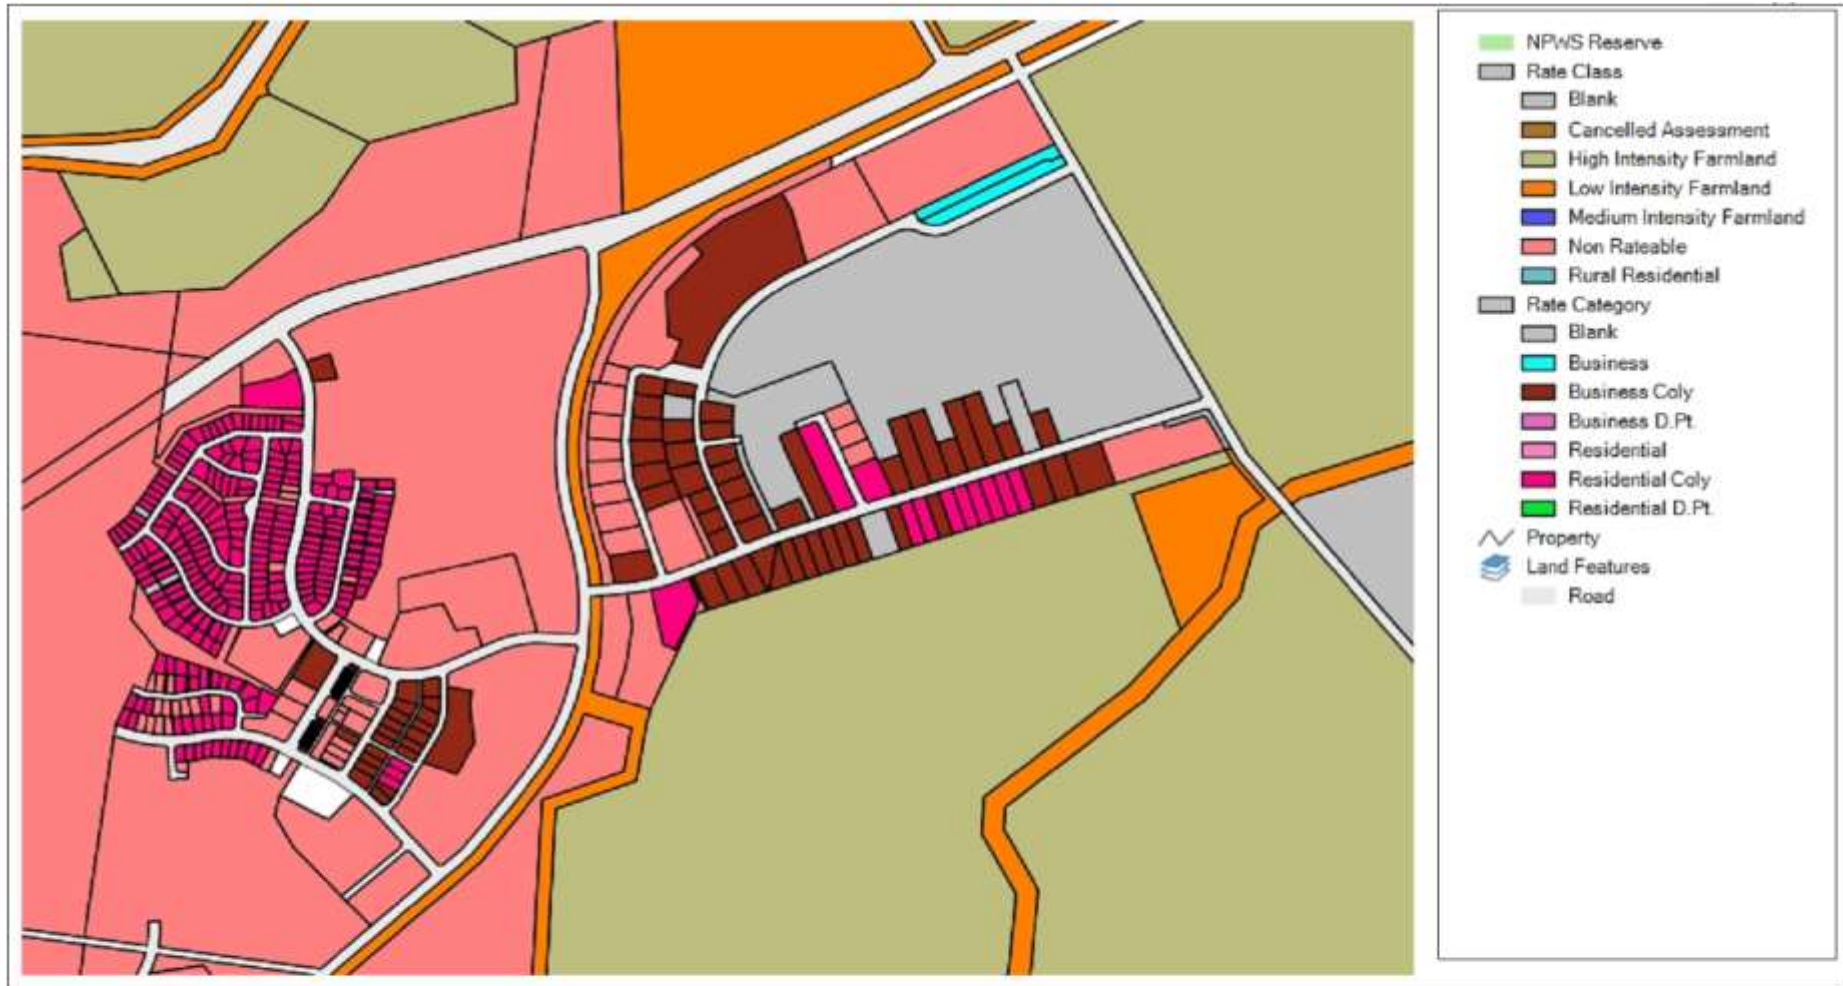 NPWS Reserve
Rate Class
Blank
Cancelled Assessment
High Intensity Farmland
Low Intensity Farmland
Medium Intensity Farmland
Non Rateable
Rural Residential
Rate Category
Blank
Business
Business Coly
Business D.Pt.
Residential
Residential Coly
Residential D.Pt.
Property
Land Features
Road